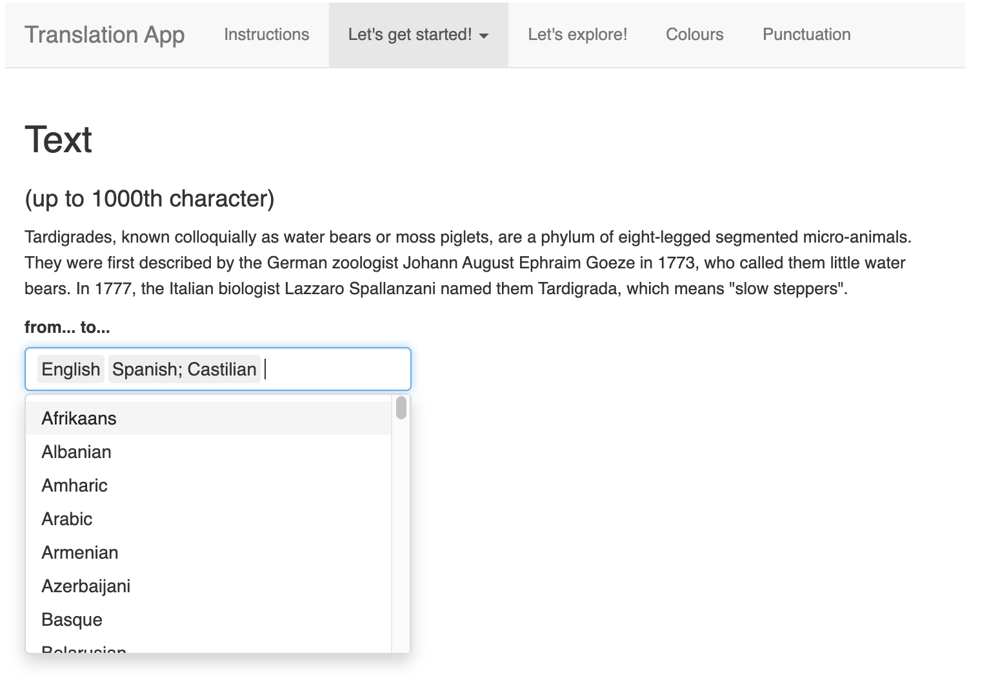 Translation App Instructions Let's get started! Let's explore! Colours Punctuation
Text
(up to 1000th character)
Tardigrades, known colloquially as water bears or moss piglets, are a phylum of eight-legged segmented micro-animals.
They were first described by the German zoologist Johann August Ephraim Goeze in 1773, who called them little water
bears. In 1777, the Italian biologist Lazzaro Spallanzani named them Tardigrada, which means "slow steppers".
from... to...
English Spanish; Castilian
Afrikaans
Albanian
Amharic
Arabic
Armenian
Azerbaijani
Basque
Belarusian